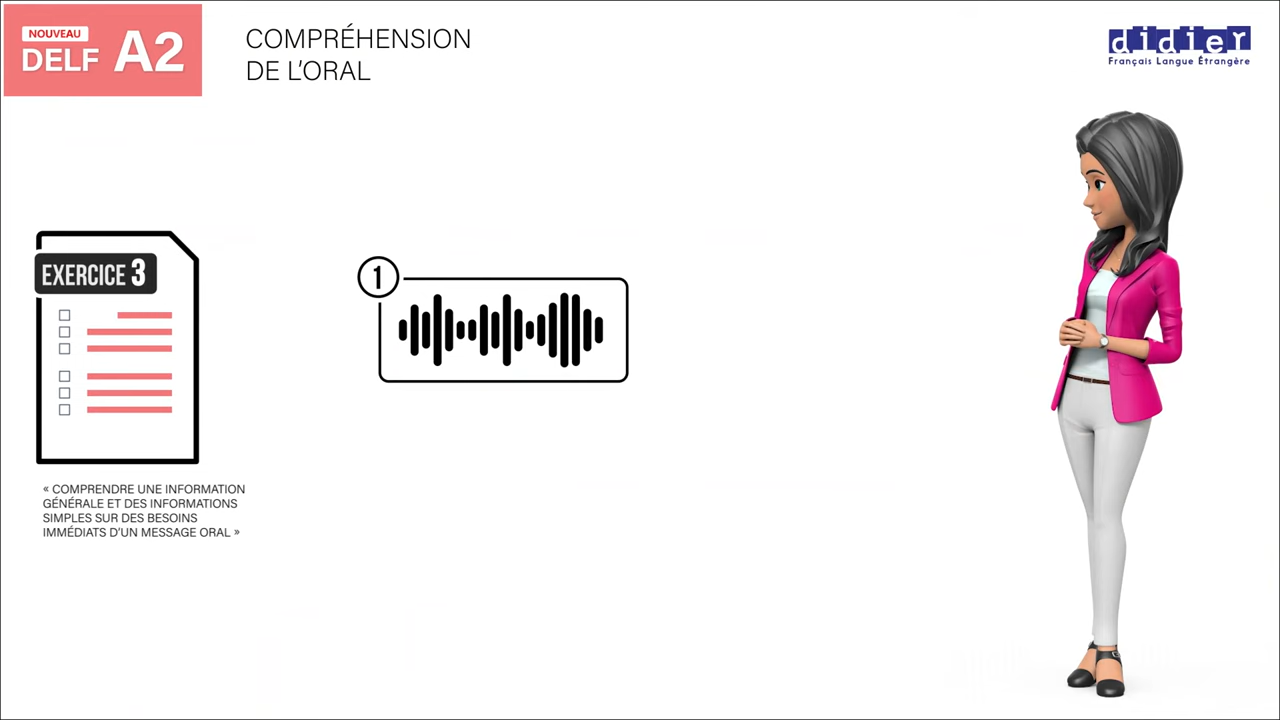 NOUVEAU
DELF A2
COMPRÉHENSION
DE L'ORAL
didier
Français Langue Étrangère
EXERCICE 3
1
« COMPRENDRE UNE INFORMATION
GÉNÉRALE ET DES INFORMATIONS
SIMPLES SUR DES BESOINS
IMMÉDIATS D'UN MESSAGE ORAL »